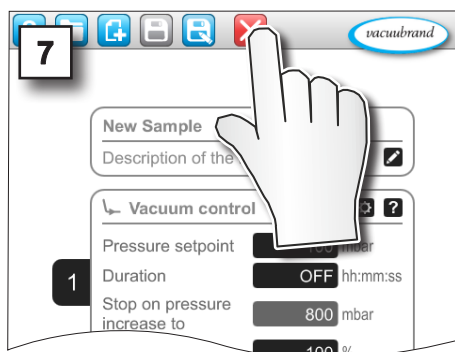 7
vacuubrand
New Sample
Description of the
Vacuum control
?
Pressure setpoint mbar
1
Duration OFF hh:mm:ss
Stop on pressure
increase to 800 mbar
100 %